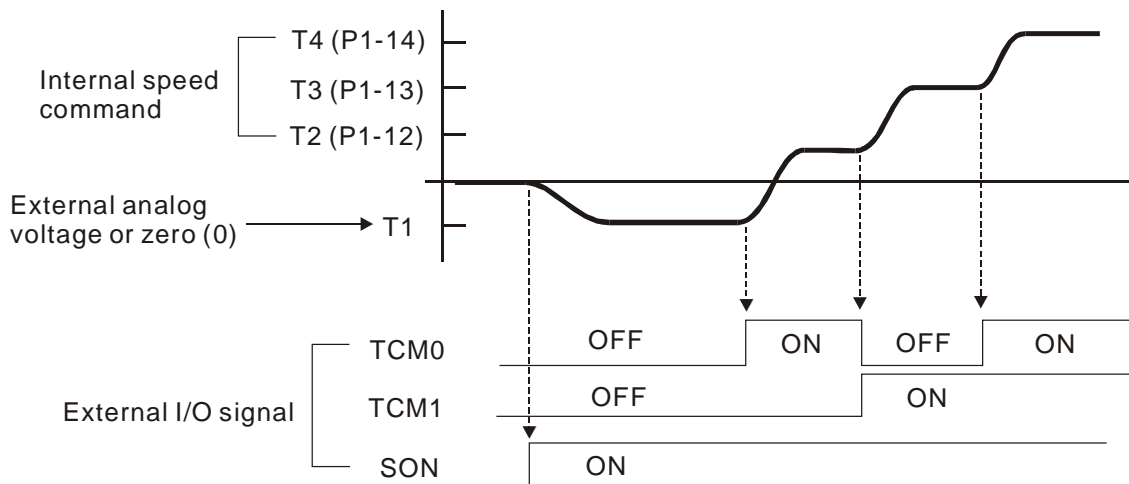 T4 (P1-14)
Internal speed
command
T3 (P1-13)
T2 (P1-12)
External analog
voltage or zero (0)
T1
External I/O signal
TCM0
OFF
ON
OFF
ON
TCM1
OFF
ON
SON
ON